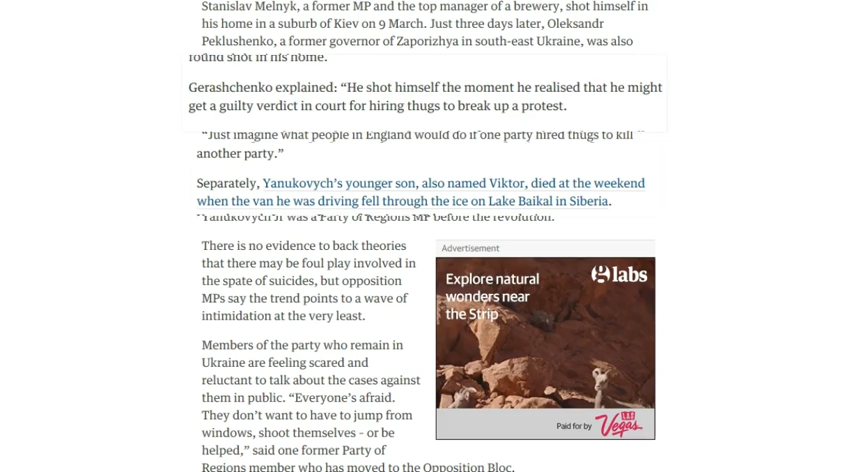 Stanislav Melnyk, a former MP and the top manager of a brewery, shot himself in
his home in a suburb of Kiev on 9 March. Just three days later, Oleksandr
Peklushenko, a former governor of Zaporizhya in south-east Ukraine, was also
found shot in his home.
Gerashchenko explained: “He shot himself the moment he realised that he might
get a guilty verdict in court for hiring thugs to break up a protest.
“Just imagine what people in England would do if one party hired thugs to kill
another party.”
Separately, Yanukovych’s younger son, also named Viktor, died at the weekend
when the van he was driving fell through the ice on Lake Baikal in Siberia.
Yanukovych Jr was a Party of Regions MP before the revolution.
There is no evidence to back theories
that there may be foul play involved in
the spate of suicides, but opposition
MPs say the trend points to a wave of
intimidation at the very least.
Members of the party who remain in
Ukraine are feeling scared and
reluctant to talk about the cases against
them in public. “Everyone’s afraid.
They don’t want to have to jump from
windows, shoot themselves – or be
helped,” said one former Party of
Regions member who has moved to the Opposition Bloc.
Advertisement
Explore natural
wonders near
the Strip
g labs
Paid for by
LAS
Vegas